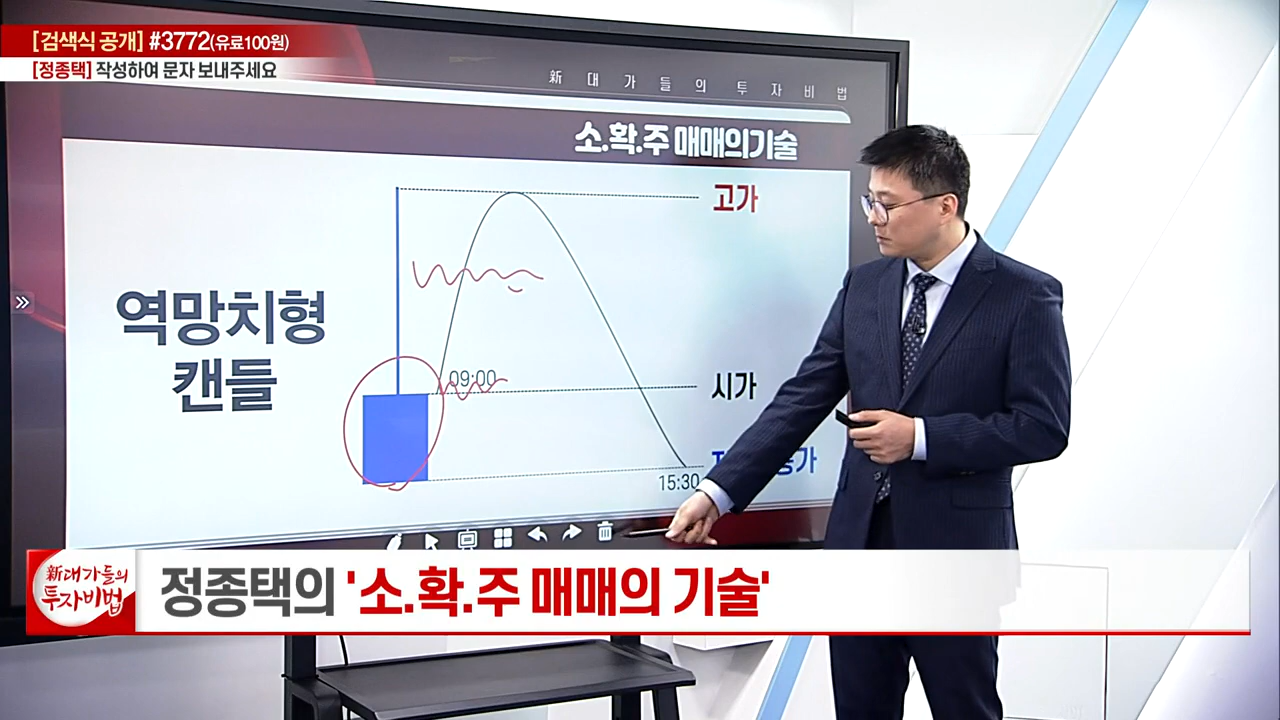 [검색식 공개] #3772(유료100원)
[정종택] 작성하여 문자 보내주세요
新 대가들의 투자비법
소.확.주 매매의기술
고가
역망치형
캔들
09:00
시가
15:30
新대가들의
투자비법
정종택의 '소.확.주 매매의 기술'